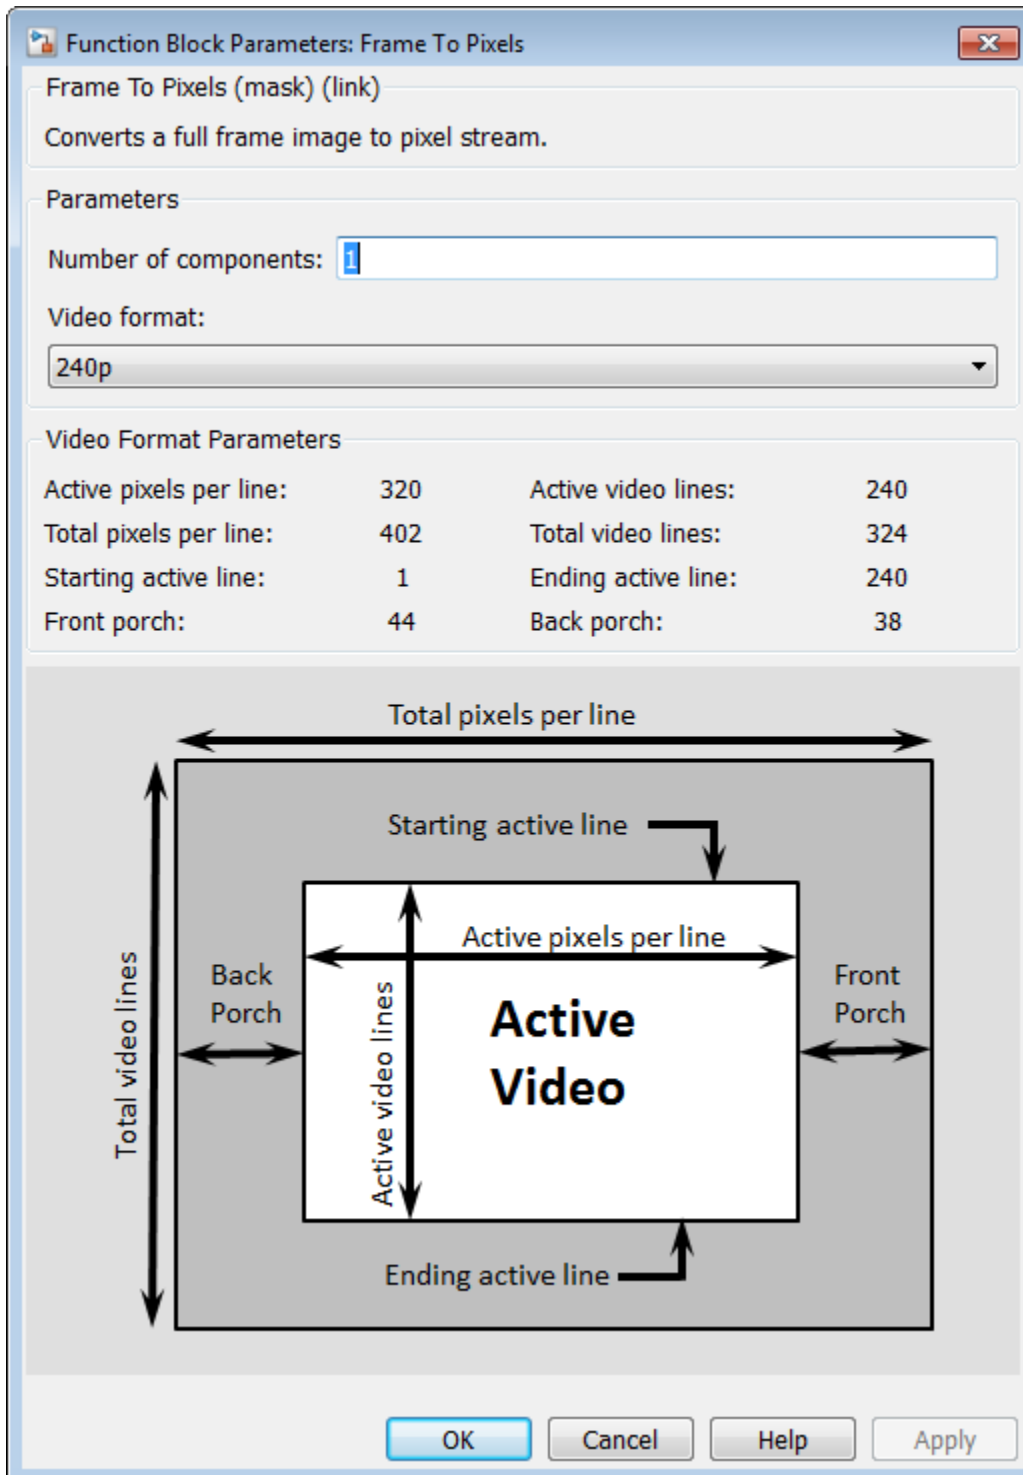 Function Block Parameters: Frame To Pixels
Frame To Pixels (mask) (link)
Converts a full frame image to pixel stream.
Parameters
Number of components: 1
Video format:
240p
Video Format Parameters
Active pixels per line: 320 Active video lines: 240
Total pixels per line: 402 Total video lines: 324
Starting active line: 1 Ending active line: 240
Front porch: 44 Back porch: 38
Total pixels per line
Starting active line
Active pixels per line
Total video lines
Back
Porch
Active video lines
Active
Video
Front
Porch
Ending active line
OK Cancel Help Apply